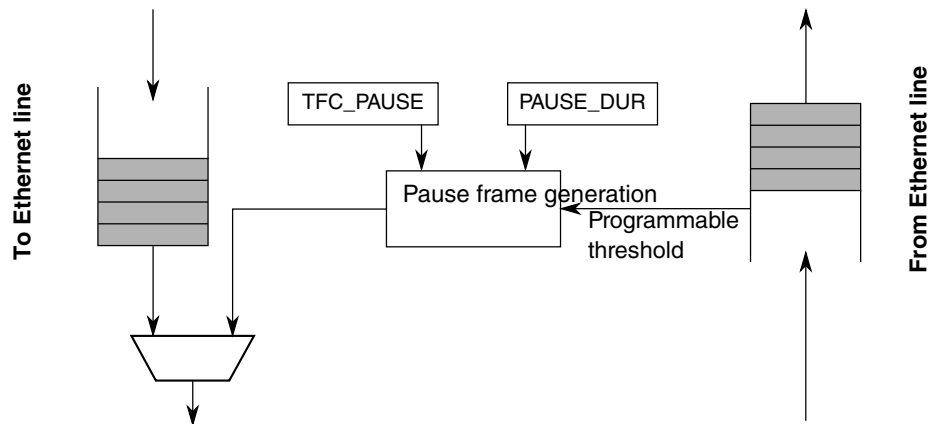 To Ethernet line
TFC_PAUSE
PAUSE_DUR
Pause frame generation
Programmable
threshold
From Ethernet line